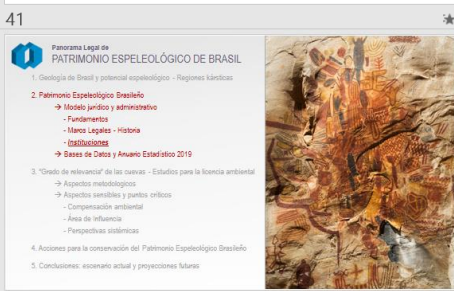 41
Panorama Legal de
PATRIMONIO ESPELEOLÓGICO DE BRASIL
1. Geología de Brasil y potencial espeleológico - Regiones kársticas
2. Patrimonio Espeleológico Brasileño
→ Modelo jurídico y administrativo
- Fundamentos
- Maros Legales - Historia
- Instituciones
→ Bases de Datos y Anuario Estadístico 2019
3. "Grado de relevancia" de las cuevas - Estudios para la licencia ambiental
→ Aspectos metodologicos
→ Aspectos sensibles y puntos críticos
- Compensación ambiental
- Área de Influencia
- Perspectivas sistémicas
4. Acciones para la conservación del Patrimonio Espeleológico Brasileño
5. Conclusiones: escenario actual y proyecciones futuras